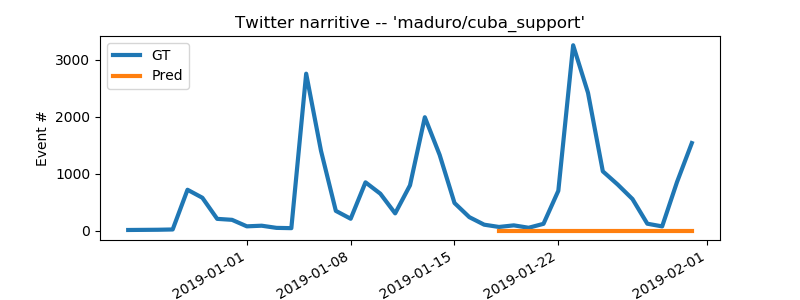 Twitter narritive -- 'maduro/cuba_support'
GT
Pred
Event #
3000
2000
1000
0
2019-01-01
2019-01-08
2019-01-15
2019-01-22
2019-02-01